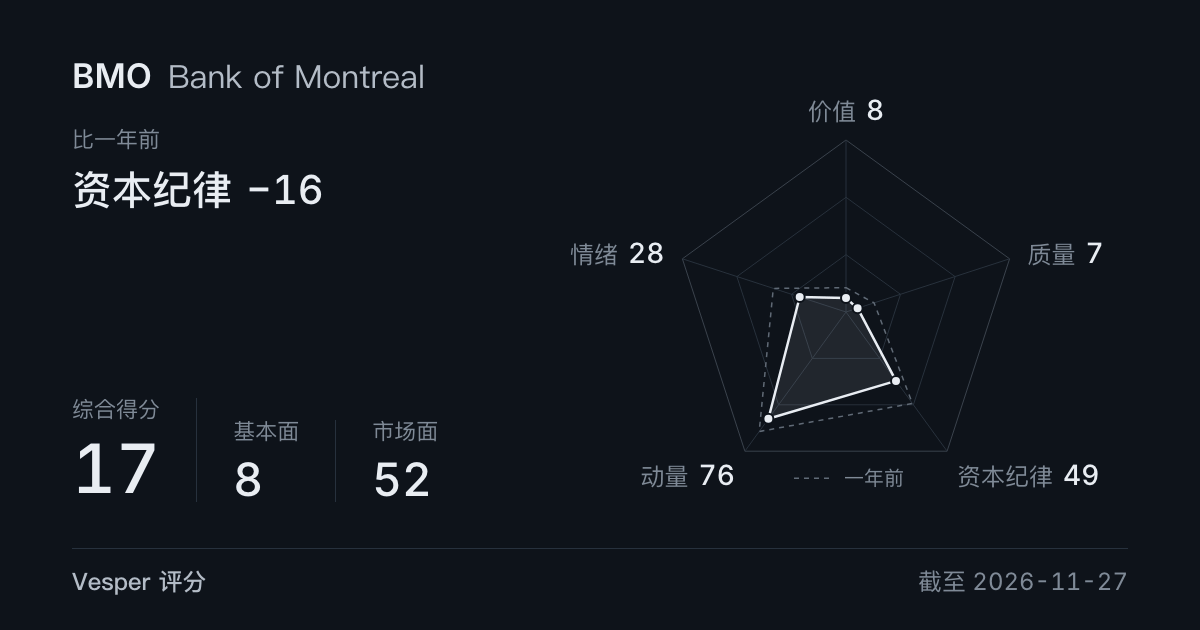 BMO Bank of Montreal
比一年前
资本纪律 −16
价值 8
情绪 28
质量 7
动量 76
一年前
资本纪律 49
综合得分
17
基本面
8
市场面
52
Vesper 评分
截至 2026-11-27